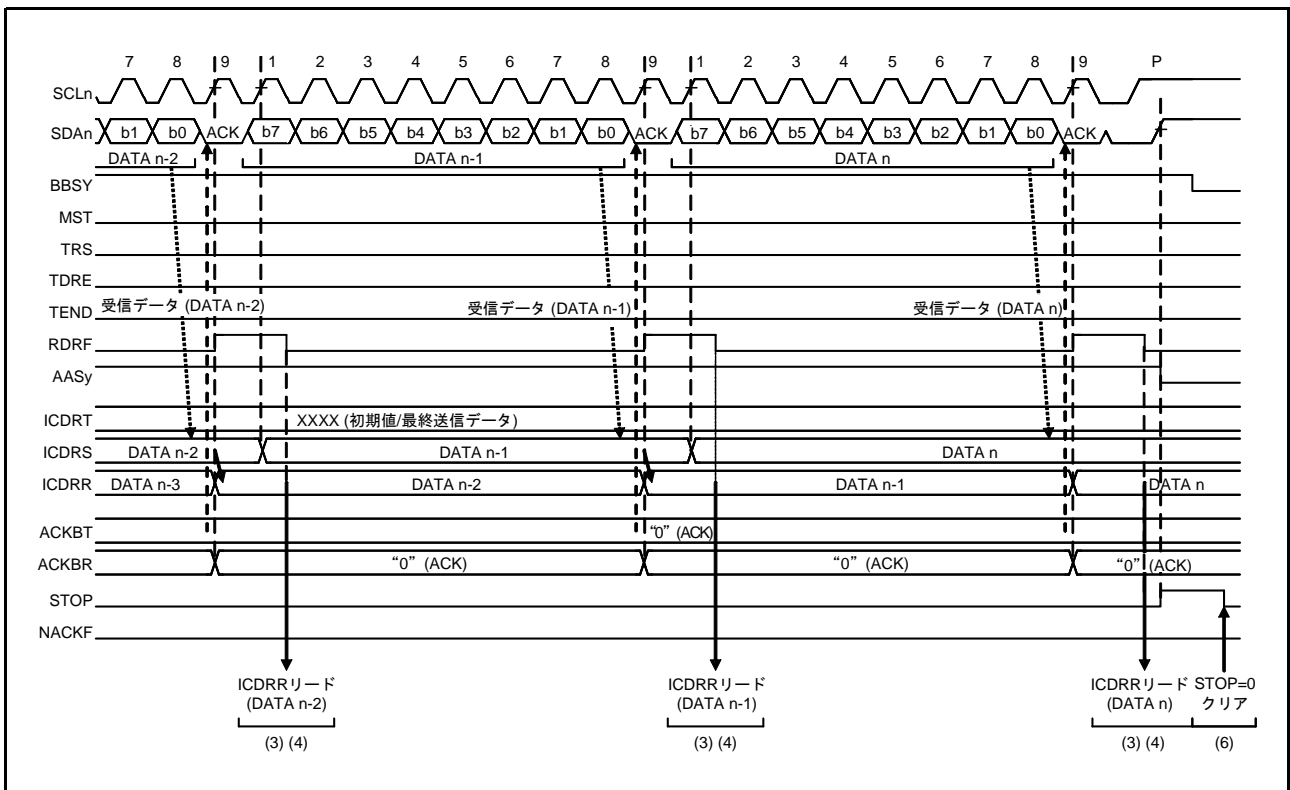 7 8 9 1 2 3 4 5 6 7 8 9 1 2 3 4 5 6 7 8 9 P
SCLn
SDAn b1 b0 ACK b7 b6 b5 b4 b3 b2 b1 b0 ACK b7 b6 b5 b4 b3 b2 b1 b0 ACK
DATA n-2 DATA n-1 DATA n
BBSY
MST
TRS
TDRE
TEND 受信データ (DATA n-2) 受信データ (DATA n-1) 受信データ (DATA n)
RDRF
AASy
ICDRT XXXX (初期値/最終送信データ)
ICDRS DATA n-2 DATA n-1 DATA n
ICDRR DATA n-3 DATA n-2 DATA n-1 DATA n
ACKBT “0” (ACK)
ACKBR “0” (ACK) “0” (ACK) “0” (ACK)
STOP
NACKF
ICDRRリード ICDRRリード ICDRRリード STOP=0
(DATA n-2) (DATA n-1) (DATA n) クリア
(3) (4) (3) (4) (3) (4) (6)